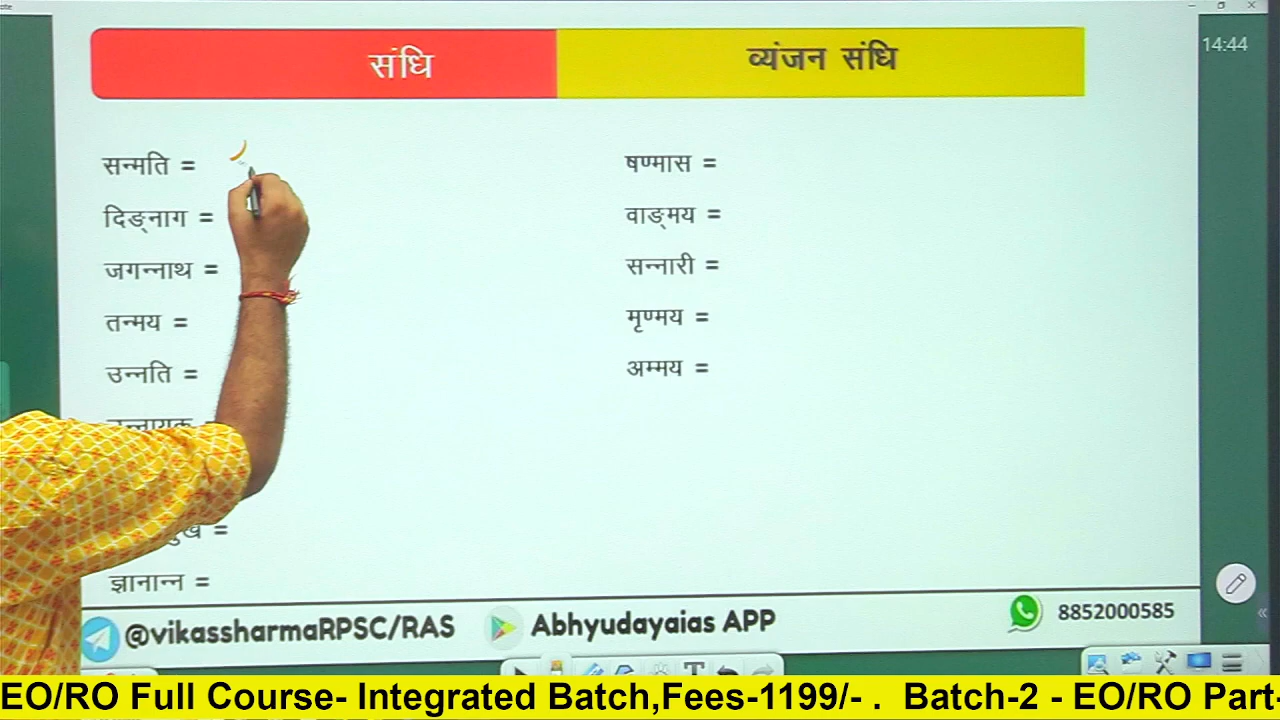 संधि
व्यंजन संधि
14:44
सन्मति =
दिङ्नाग =
जगन्नाथ =
तन्मय =
उन्नति =
ज्ञानान्न =
षण्मास =
वाङ्मय =
सन्नारी =
मृण्मय =
अम्मय =
@vikassharmaRPSC/RAS
Abhyudayaias APP
8852000585
EO/RO Full Course- Integrated Batch,Fees-1199/- . Batch-2 - EO/RO Part